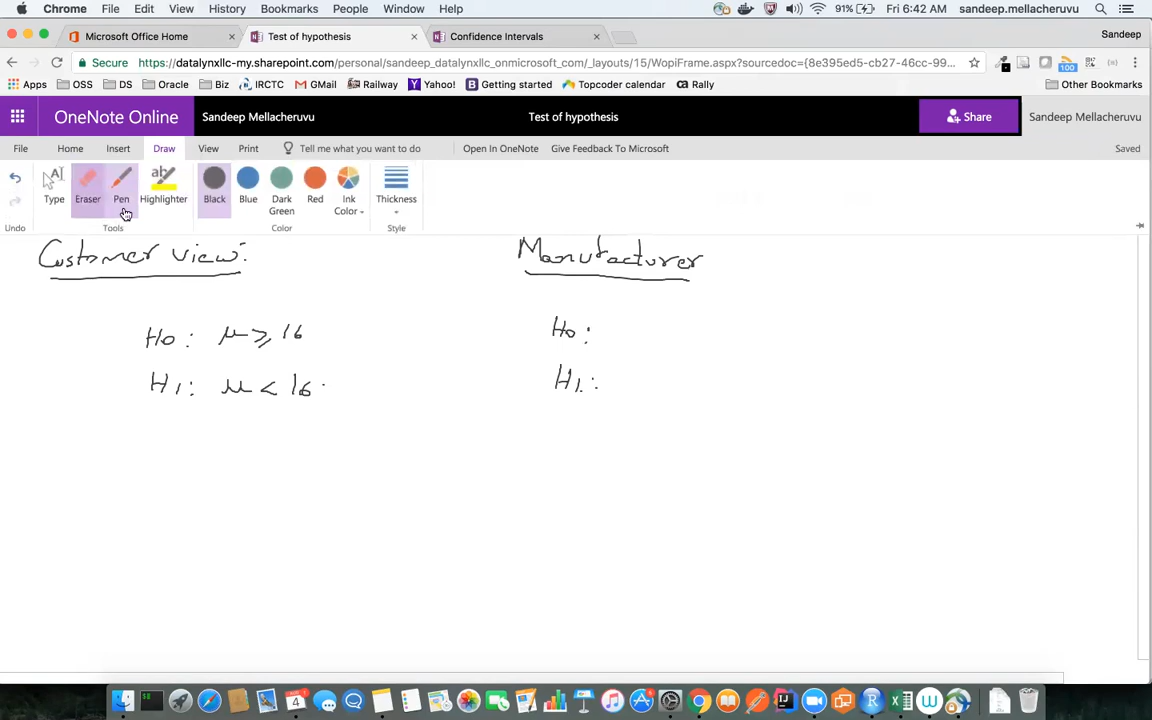 Chrome File Edit View History Bookmarks People Window Help 91% Fri 6:42 AM sandeep.mellacheruvu
Microsoft Office Home Test of hypothesis Confidence Intervals Sandeep
Secure https://datalynxllc-my.sharepoint.com/personal/sandeep_datalynxllc_onmicrosoft_com/_layouts/15/WopiFrame.aspx?sourcedoc={8e395ed5-cb27-46cc-99... 100
Apps OSS DS Oracle Biz IRCTC GMail Railway Yahoo! Getting started Topcoder calendar Rally Other Bookmarks
OneNote Online Sandeep Mellacheruvu Test of hypothesis Share Sandeep Mellacheruvu
File Home Insert Draw View Print Tell me what you want to do Open In OneNote Give Feedback To Microsoft Saved
Type Eraser Pen Highlighter Black Blue Dark Green Red Ink Color Thickness
Undo Tools Color Style
Customer view: Manufacturer
Ho: μ ≥ 16 Ho:
H1: μ < 16. H1:
4